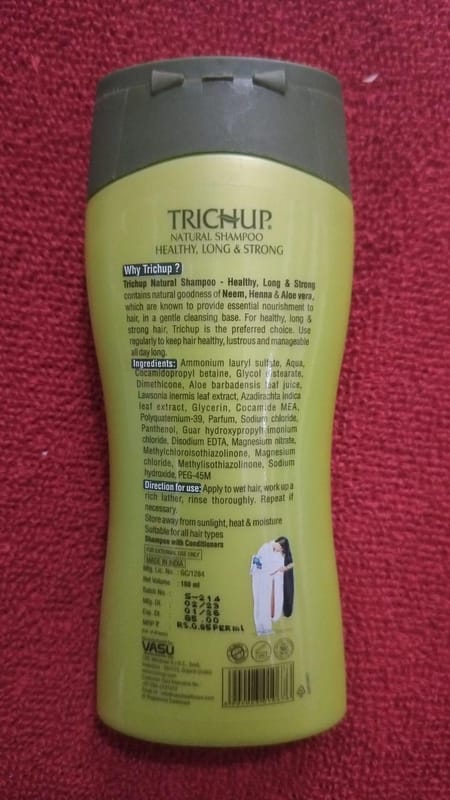 TRICHUP®
NATURAL SHAMPOO
HEALTHY, LONG & STRONG
Why Trichup ?
Trichup Natural Shampoo - Healthy, Long & Strong
contains natural goodness of Neem, Henna & Aloe vera,
which are known to provide essential nourishment to
hair, in a gentle cleansing base. For healthy, long &
strong hair, Trichup is the preferred choice. Use
regularly to keep hair healthy, lustrous and manageable
all day long.
Ingredients: Ammonium lauryl sulfate, Aqua,
Cocamidopropyl betaine, Glycol distearate,
Dimethicone, Aloe barbadensis leaf juice,
Lawsonia inermis leaf extract, Azadirachta indica
leaf extract, Glycerin, Cocamide MEA,
Polyquaternium-39, Parfum, Sodium chloride,
Panthenol, Guar hydroxypropyltrimonium
chloride, Disodium EDTA, Magnesium nitrate,
Methylchloroisothiazolinone, Magnesium
chloride, Methylisothiazolinone, Sodium
hydroxide, PEG-45M
Direction for use: Apply to wet hair, work up a
rich lather, rinse thoroughly. Repeat if
necessary.
Store away from sunlight, heat & moisture
Suitable for all hair types
Shampoo with Conditioners
FOR EXTERNAL USE ONLY
MADE IN INDIA
Mfg. Lic. No. : GC/1284
Net Volume :
Batch No. : S-214
Mfg. Dt. 02/23
Exp. Dt. 01/26
MRP ₹
RS.0.65 PER ml
VASU